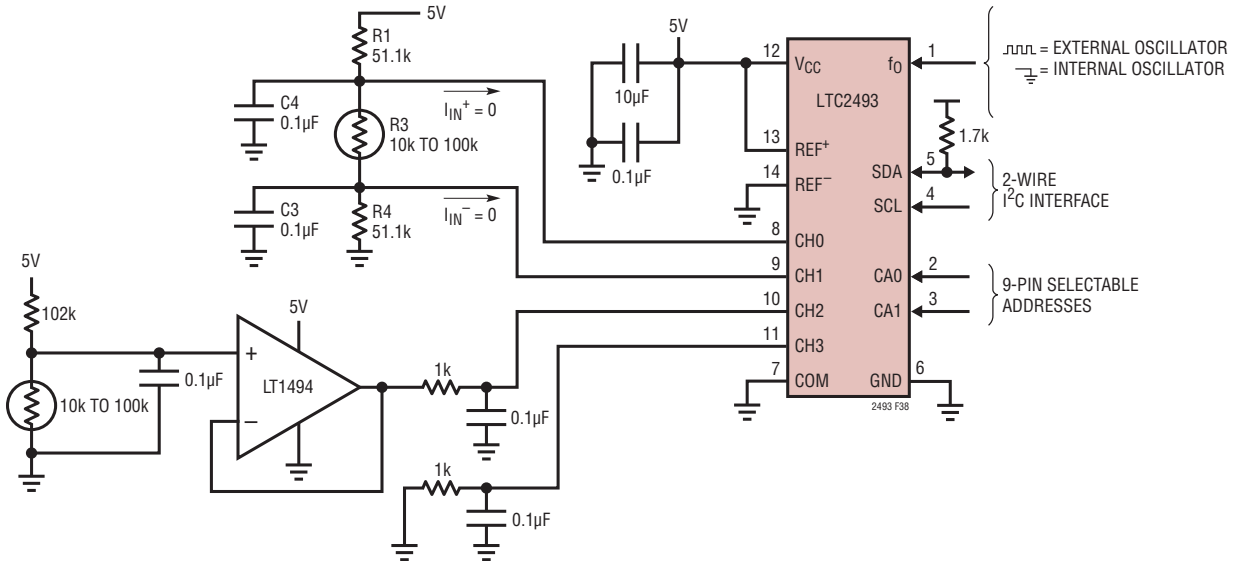 5V
R1
51.1k
C4
0.1µF
IIN+ = 0
R3
10k TO 100k
C3
0.1µF
R4
51.1k
IIN– = 0
5V
102k
10k TO 100k
0.1µF
5V
+
–
LT1494
1k
0.1µF
1k
0.1µF
5V
10µF
0.1µF
12
13
14
8
9
10
11
7
VCC
REF+
REF–
CH0
CH1
CH2
CH3
COM
LTC2493
fO
SDA
SCL
CA0
CA1
GND
1
5
4
2
3
6
2493 F38
1.7k
= EXTERNAL OSCILLATOR
= INTERNAL OSCILLATOR
2-WIRE
I2C INTERFACE
9-PIN SELECTABLE
ADDRESSES